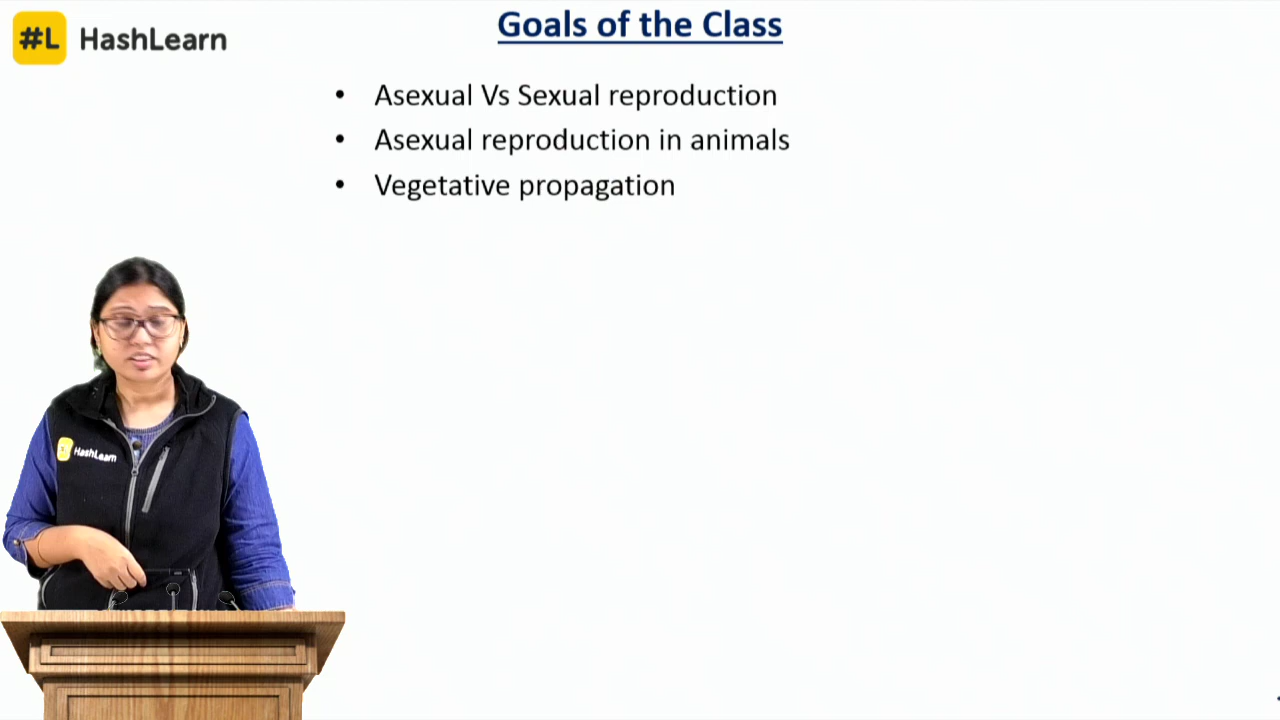 #L HashLearn
Goals of the Class
• Asexual Vs Sexual reproduction
• Asexual reproduction in animals
• Vegetative propagation
HashLearn